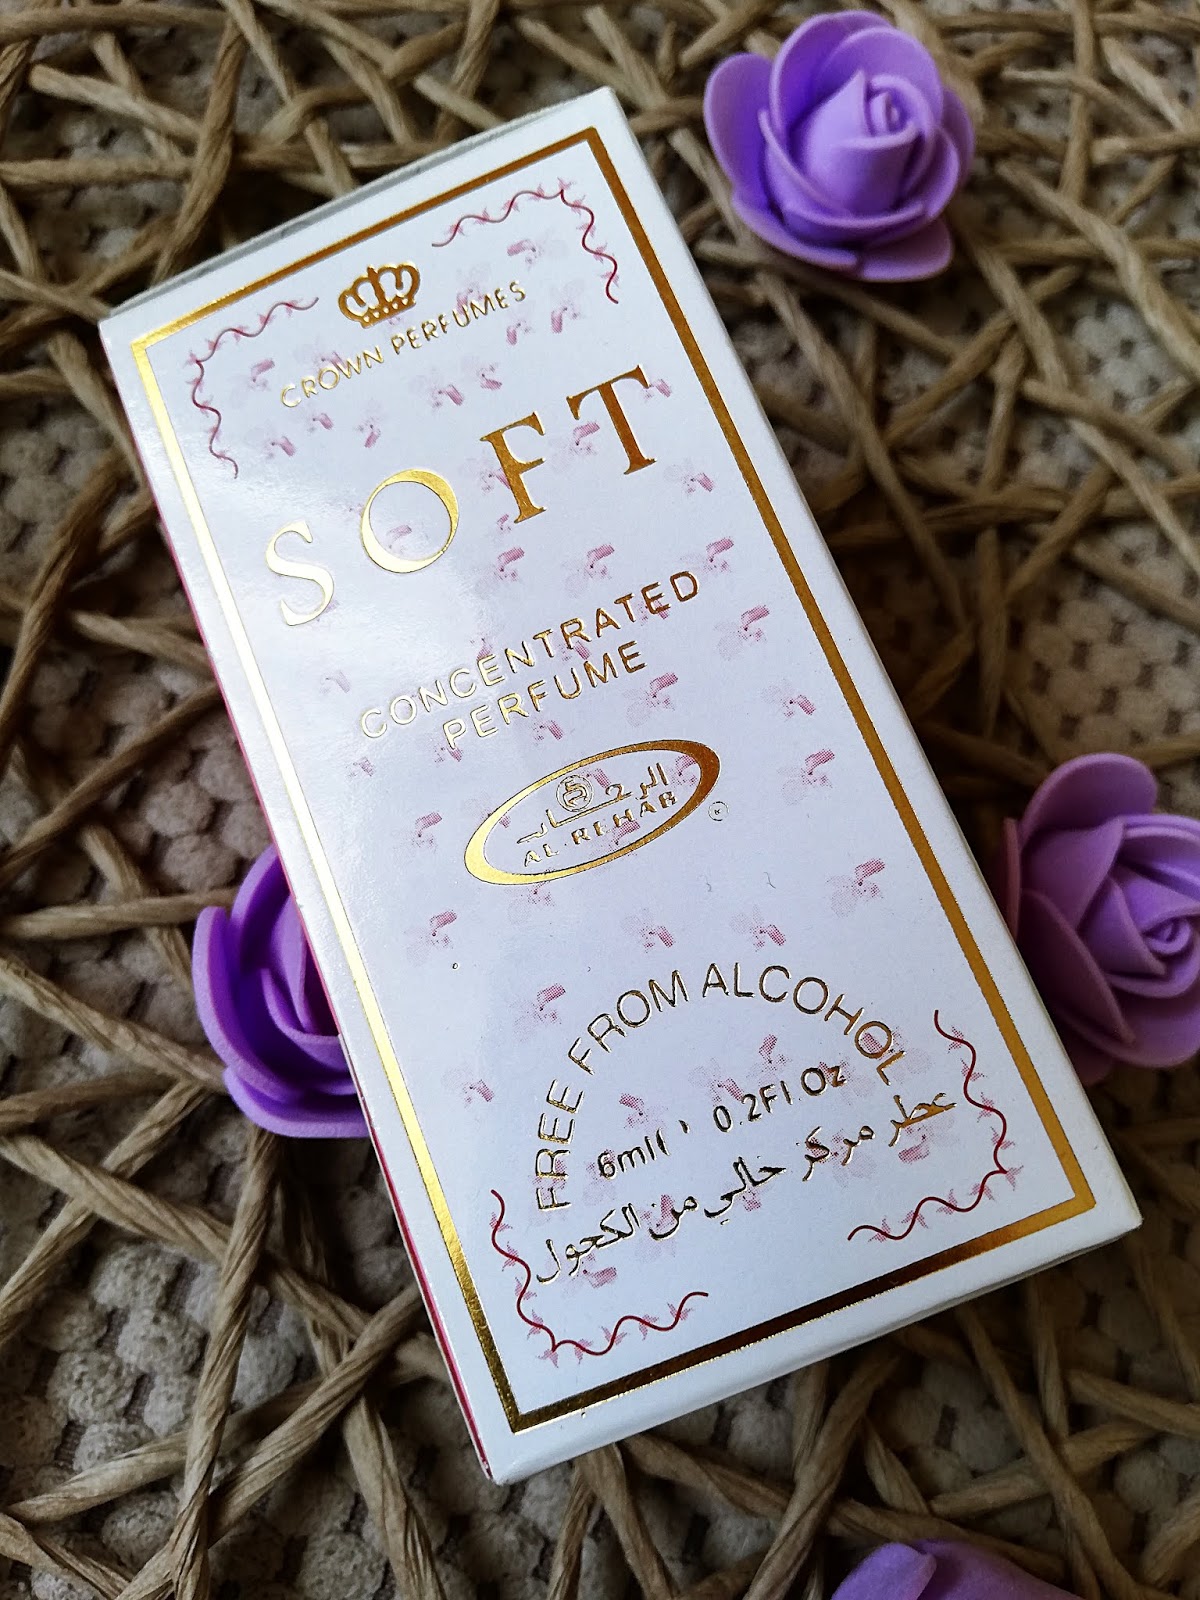 CROWN PERFUMES
SOFT
CONCENTRATED
PERFUME
الرحاب
AL-REHAB
®
FREE FROM ALCOHOL
6ml, 0.2Fl.Oz
عطر مركز خالي من الكحول